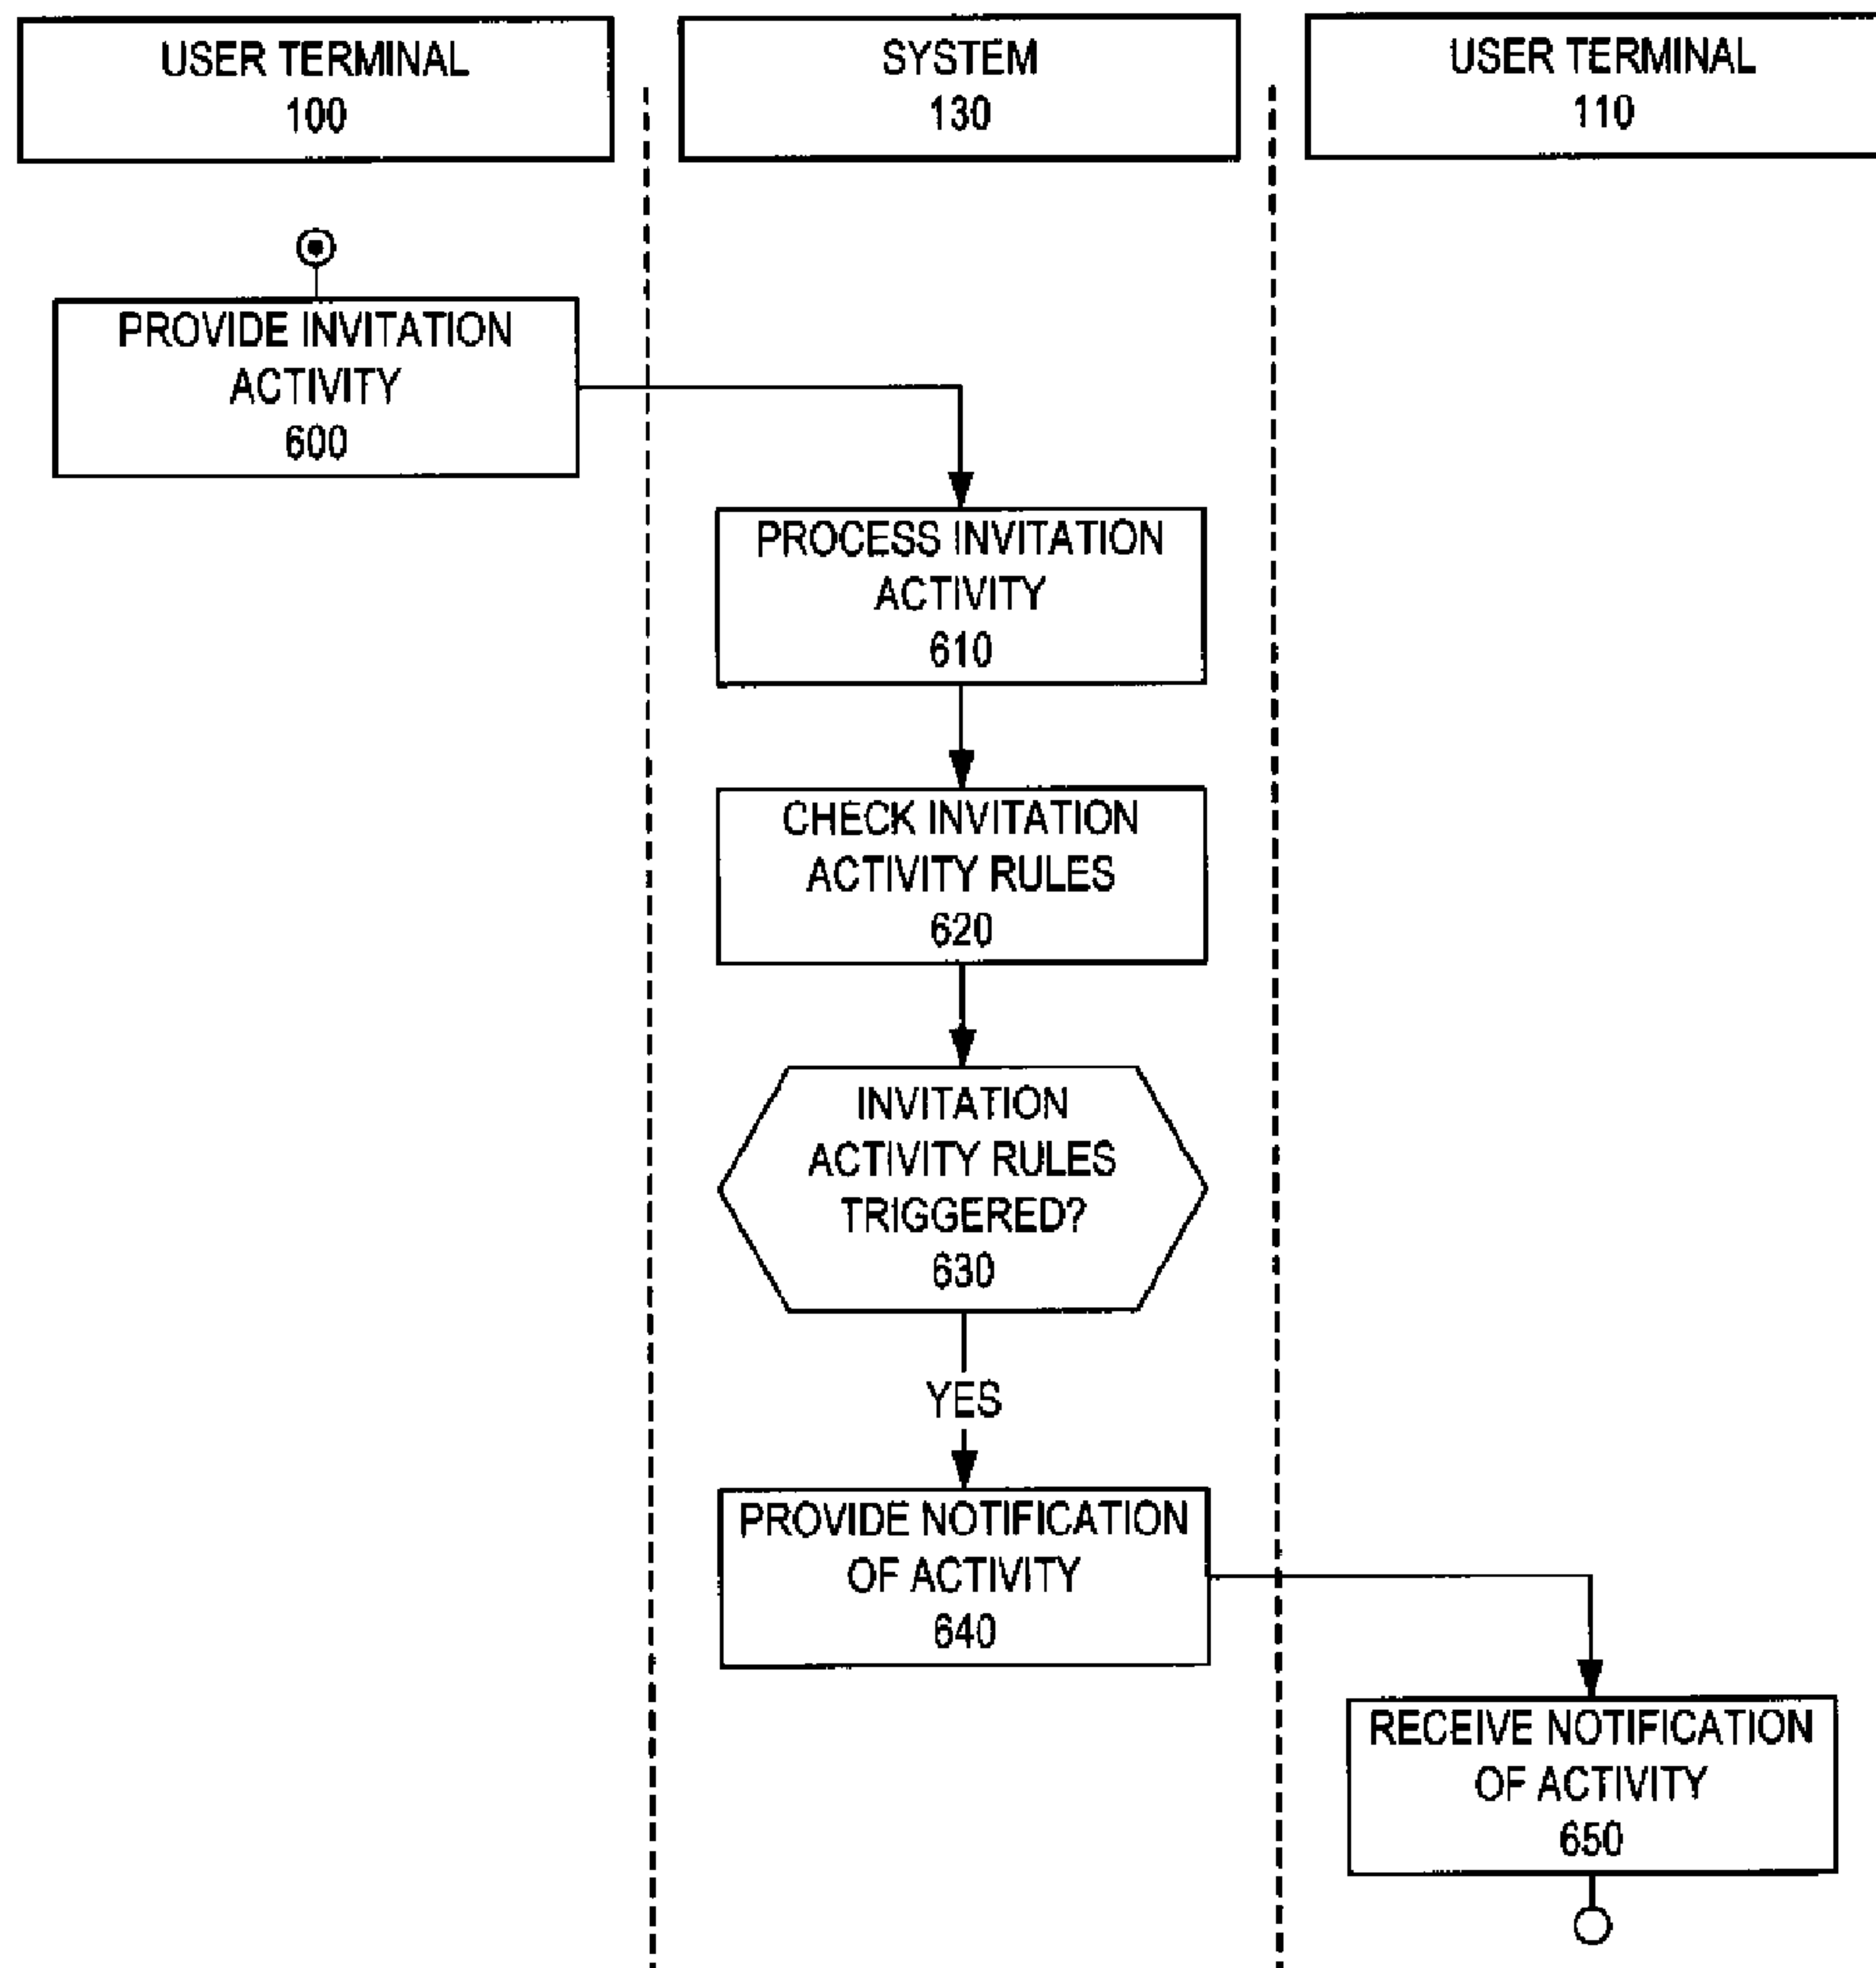 USER TERMINAL
100
SYSTEM
130
USER TERMINAL
110
PROVIDE INVITATION
ACTIVITY
600
PROCESS INVITATION
ACTIVITY
610
CHECK INVITATION
ACTIVITY RULES
620
INVITATION
ACTIVITY RULES
TRIGGERED?
630
YES
PROVIDE NOTIFICATION
OF ACTIVITY
640
RECEIVE NOTIFICATION
OF ACTIVITY
650